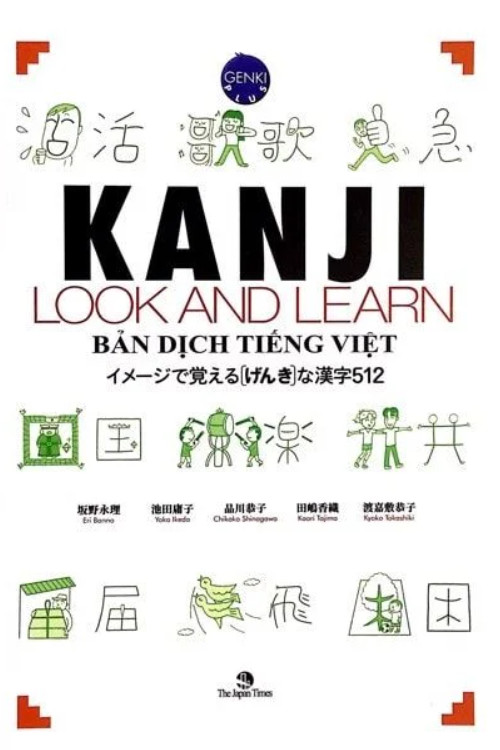 GENKI
PLUS
活 歌 急
KANJI
LOOK AND LEARN
BẢN DỊCH TIẾNG VIỆT
イメージで覚える[げんき]な漢字512
国 楽 共
坂野永理 池田庸子 品川恭子 田嶋香織 渡嘉敷恭子
Eri Banno Yoko Ikeda Chikako Shinagawa Kaori Tajima Kyoko Tokashiki
届 飛 末
The Japan Times